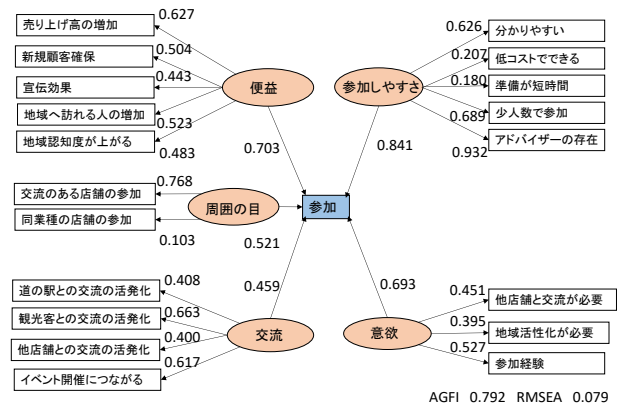 売り上げ高の増加
0.627
新規顧客確保
0.504
宣伝効果
0.443
地域へ訪れる人の増加
0.523
地域認知度が上がる
0.483
便益
0.703
参加しやすさ
0.841
0.626
分かりやすい
0.207
低コストでできる
0.180
準備が短時間
0.689
少人数で参加
0.932
アドバイザーの存在
交流のある店舗の参加
0.768
同業種の店舗の参加
0.103
周囲の目
0.521
参加
道の駅との交流の活発化
0.408
観光客との交流の活発化
0.663
他店舗との交流の活発化
0.400
イベント開催につながる
0.617
交流
0.459
意欲
0.693
0.451
他店舗と交流が必要
0.395
地域活性化が必要
0.527
参加経験
AGFI 0.792 RMSEA 0.079